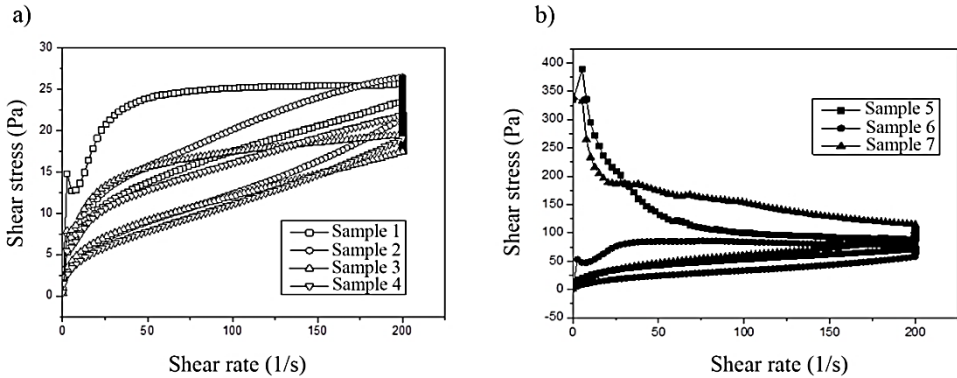 a)
Shear stress (Pa)
30
25
20
15
10
5
0
0
50
100
150
200
Shear rate (1/s)
Sample 1
Sample 2
Sample 3
Sample 4
b)
Shear stress (Pa)
400
350
300
250
200
150
100
50
0
-50
0
50
100
150
200
Shear rate (1/s)
Sample 5
Sample 6
Sample 7